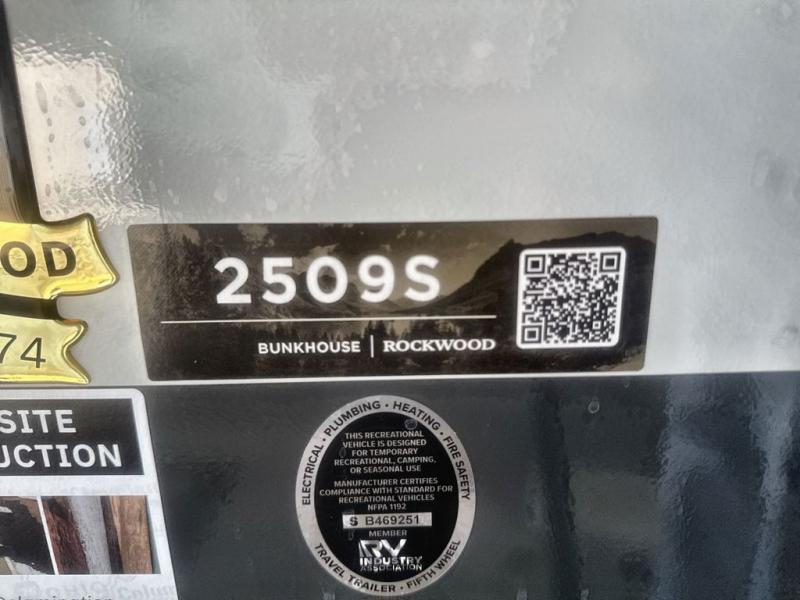 OD
74
2509S
BUNKHOUSE | ROCKWOOD
SITE
UCTION
ELECTRICAL • PLUMBING • HEATING • FIRE SAFETY
THIS RECREATIONAL
VEHICLE IS DESIGNED
FOR TEMPORARY
RECREATIONAL, CAMPING,
OR SEASONAL USE
MANUFACTURER CERTIFIES
COMPLIANCE WITH STANDARD FOR
RECREATIONAL VEHICLES
NFPA 1192
S B469251
MEMBER
RV
INDUSTRY
ASSOCIATION
TRAVEL TRAILER • FIFTH WHEEL